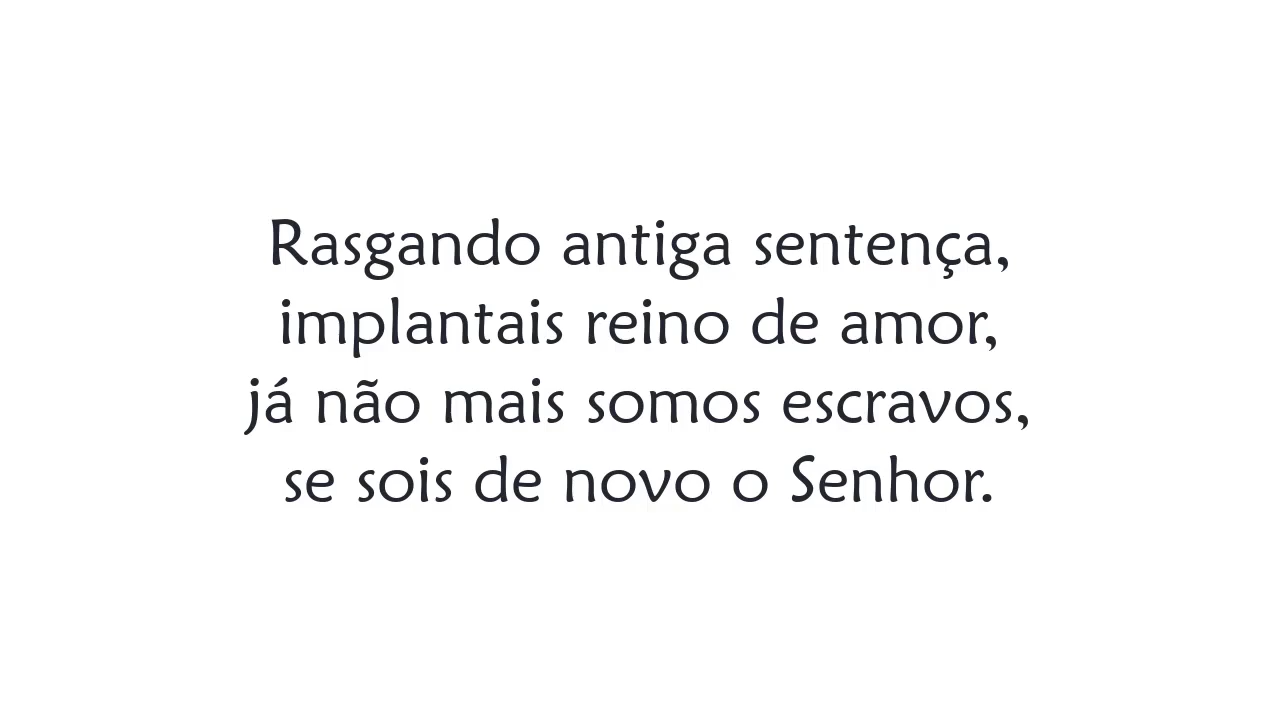 Rasgando antiga sentença,
implantais reino de amor,
já não mais somos escravos,
se sois de novo o Senhor.